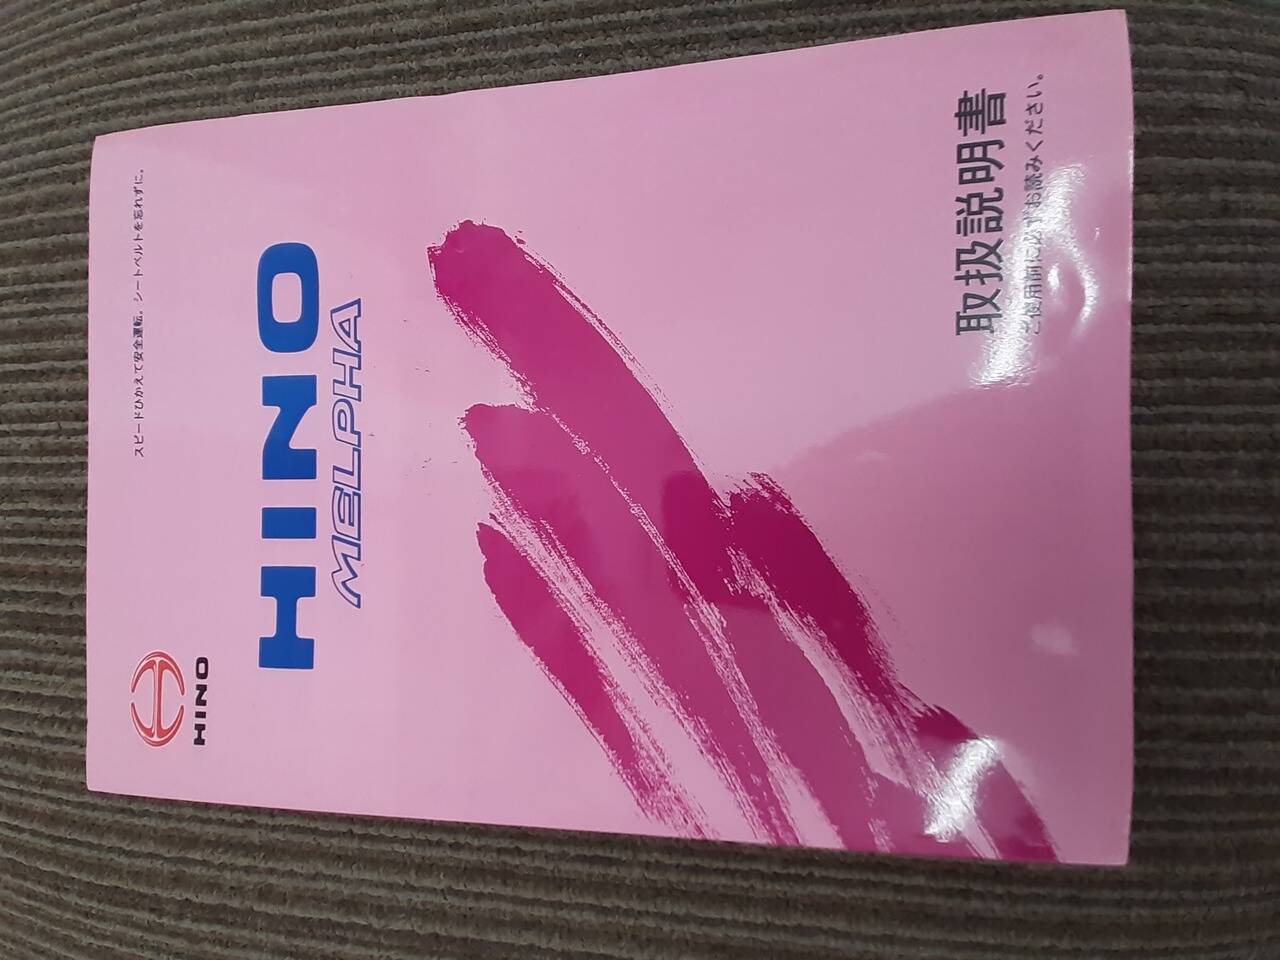 スピードひかえて安全運転。シートベルトを忘れずに。
HINO
HINO
MELPHA
取扱説明書
ご使用前に必ずお読みください。